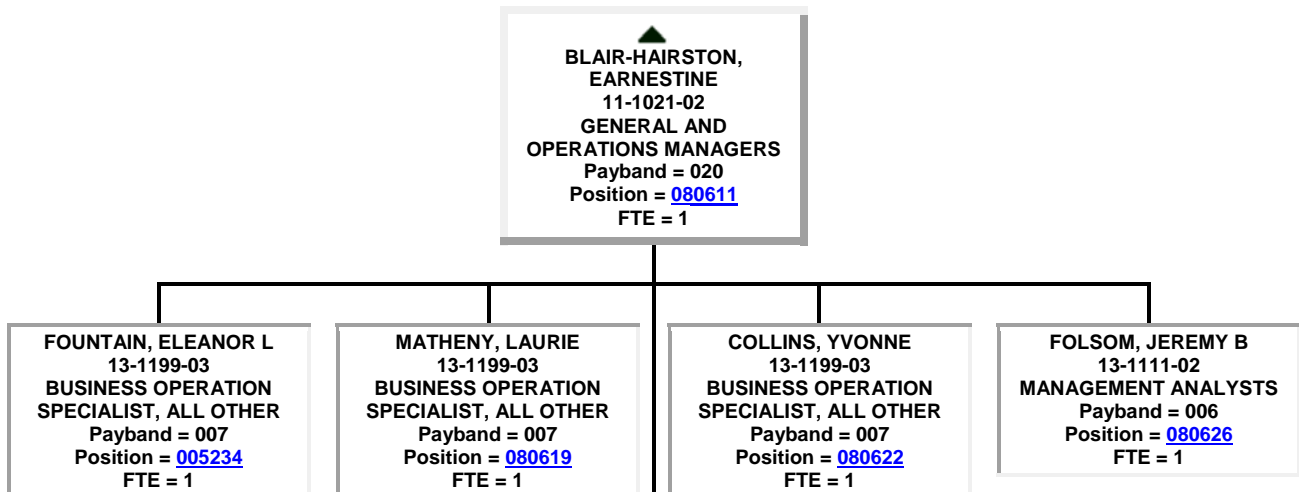 BLAIR-HAIRSTON,
EARNESTINE
11-1021-02
GENERAL AND
OPERATIONS MANAGERS
Payband = 020
Position = 080611
FTE = 1
FOUNTAIN, ELEANOR L
13-1199-03
BUSINESS OPERATION
SPECIALIST, ALL OTHER
Payband = 007
Position = 005234
FTE = 1
MATHENY, LAURIE
13-1199-03
BUSINESS OPERATION
SPECIALIST, ALL OTHER
Payband = 007
Position = 080619
FTE = 1
COLLINS, YVONNE
13-1199-03
BUSINESS OPERATION
SPECIALIST, ALL OTHER
Payband = 007
Position = 080622
FTE = 1
FOLSOM, JEREMY B
13-1111-02
MANAGEMENT ANALYSTS
Payband = 006
Position = 080626
FTE = 1